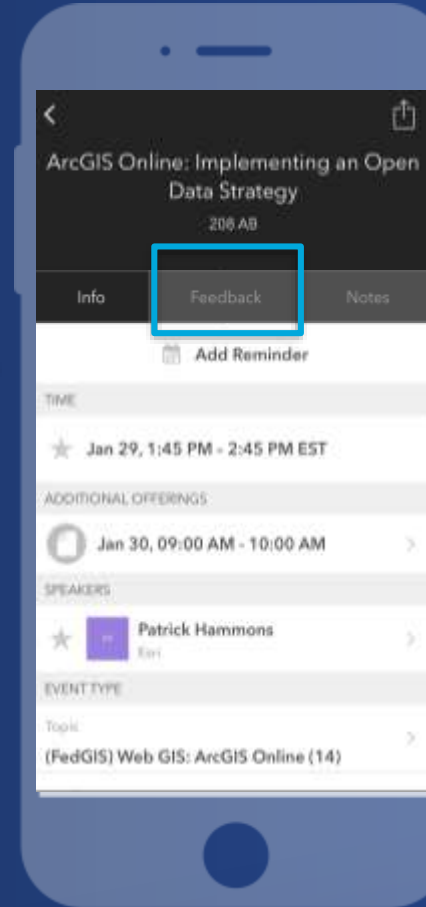 ArcGIS Online: Implementing an Open
Data Strategy
208 AB
Info Feedback Notes
Add Reminder
TIME
Jan 29, 1:45 PM - 2:45 PM EST
ADDITIONAL OFFERINGS
Jan 30, 09:00 AM - 10:00 AM
SPEAKERS
Patrick Hammons
Esri
EVENT TYPE
Topic
(FedGIS) Web GIS: ArcGIS Online (14)